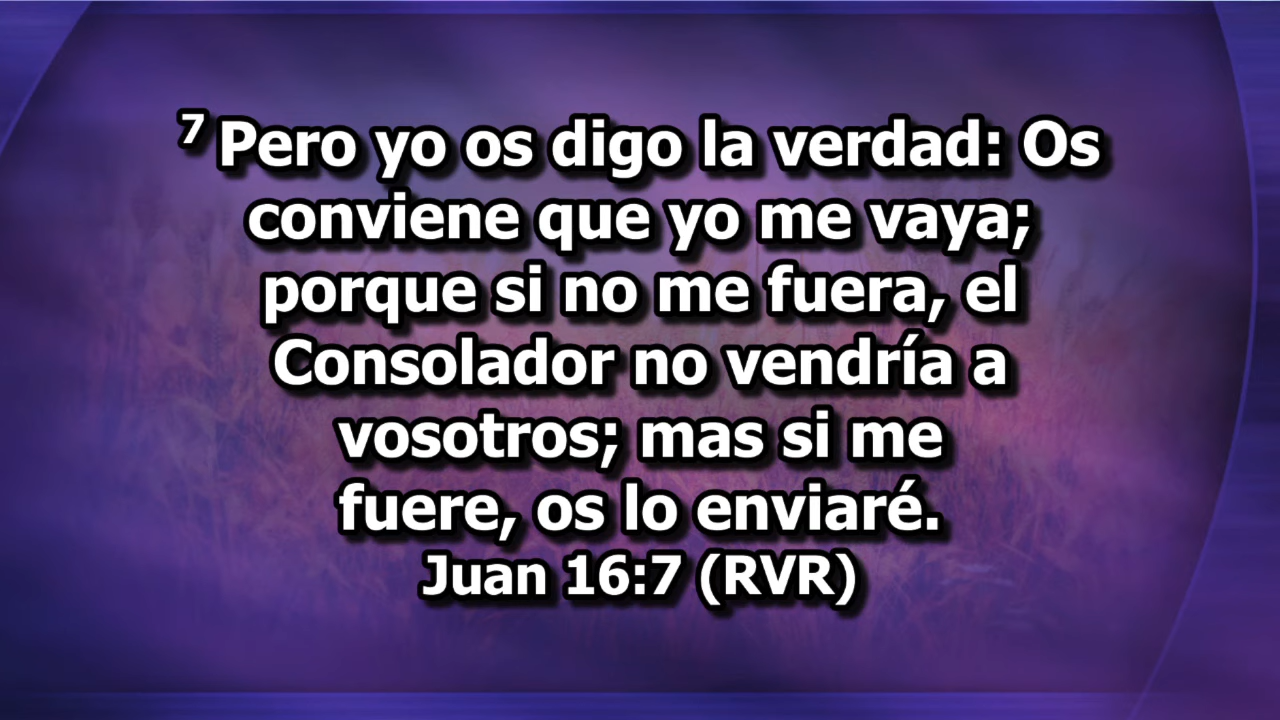 7 Pero yo os digo la verdad: Os
conviene que yo me vaya;
porque si no me fuera, el
Consolador no vendría a
vosotros; mas si me
fuere, os lo enviaré.
Juan 16:7 (RVR)